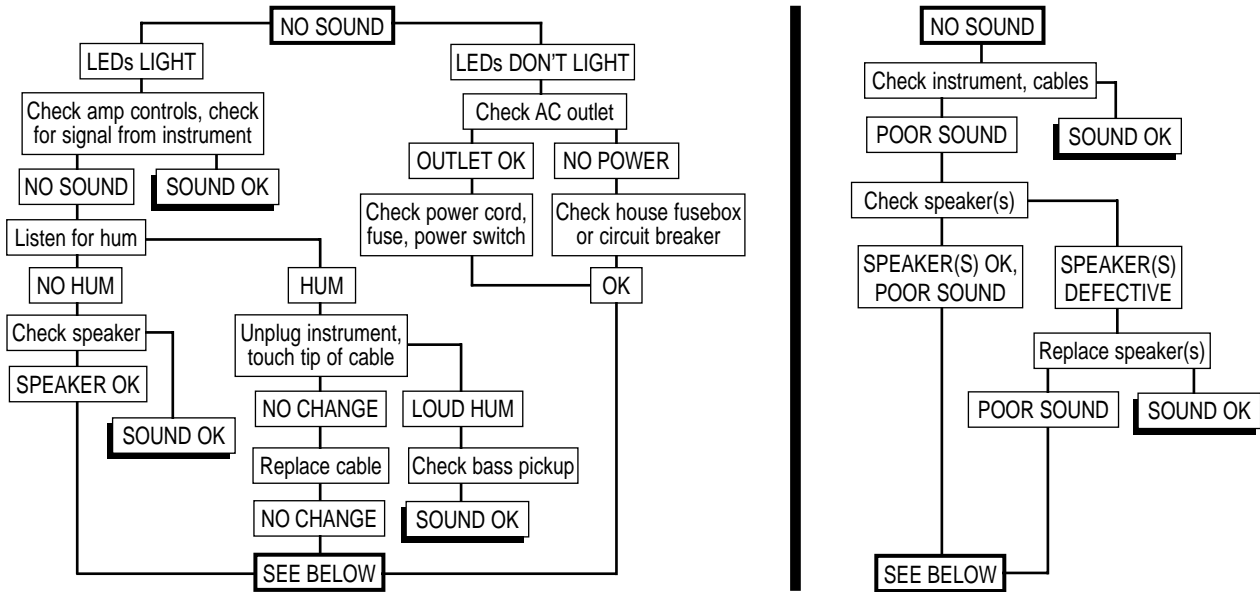 NO SOUND
LEDs LIGHT
LEDs DON'T LIGHT
Check amp controls, check
for signal from instrument
Check AC outlet
OUTLET OK
NO POWER
NO SOUND
SOUND OK
Check power cord,
fuse, power switch
Check house fusebox
or circuit breaker
Listen for hum
NO HUM
HUM
OK
Check speaker
Unplug instrument,
touch tip of cable
SPEAKER OK
NO CHANGE
LOUD HUM
SOUND OK
Replace cable
Check bass pickup
NO CHANGE
SOUND OK
SEE BELOW
NO SOUND
Check instrument, cables
POOR SOUND
SOUND OK
Check speaker(s)
SPEAKER(S) OK,
POOR SOUND
SPEAKER(S)
DEFECTIVE
Replace speaker(s)
POOR SOUND
SOUND OK
SEE BELOW